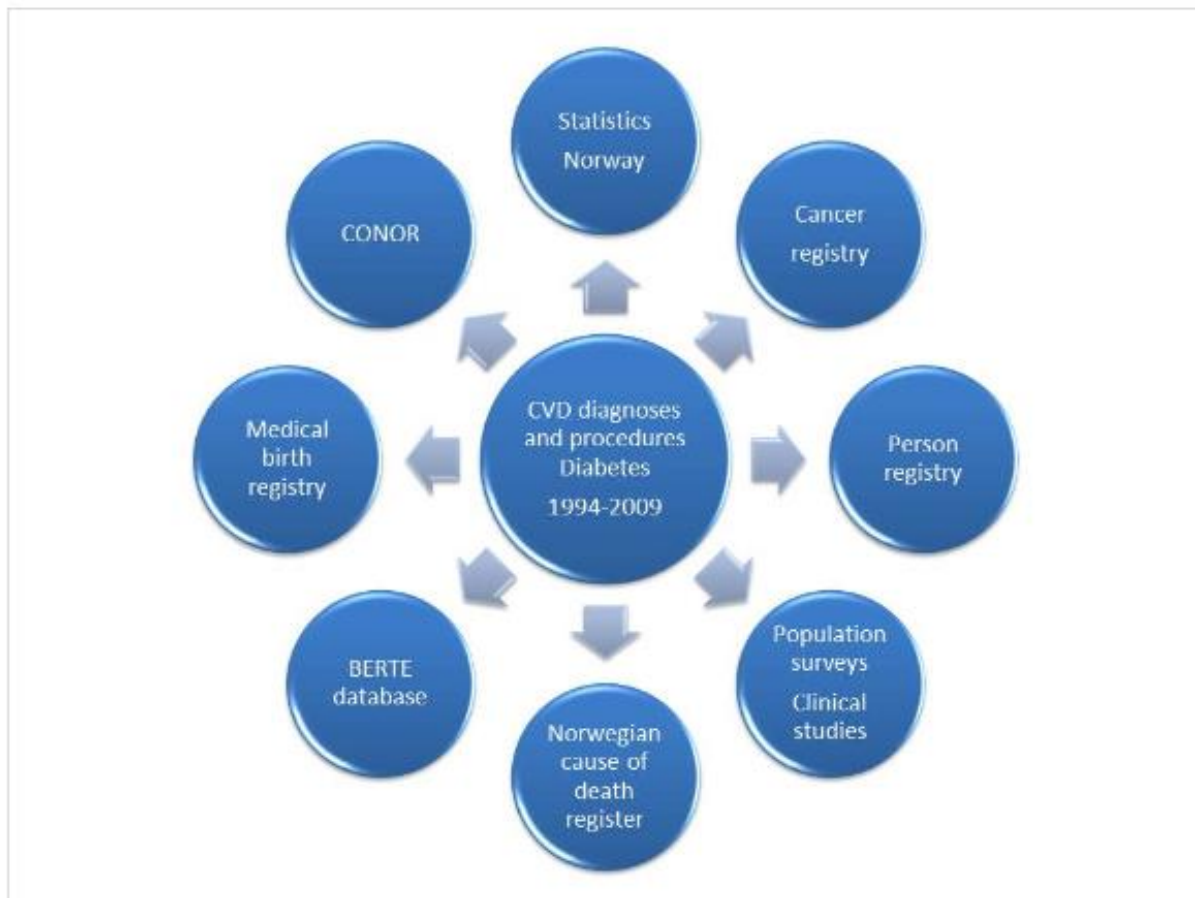 Statistics
Norway
Cancer
registry
Person
registry
Population
surveys
Clinical
studies
Norwegian
cause of
death
register
BERTE
database
Medical
birth
registry
CONOR
CVD diagnoses
and procedures
Diabetes
1994-2009